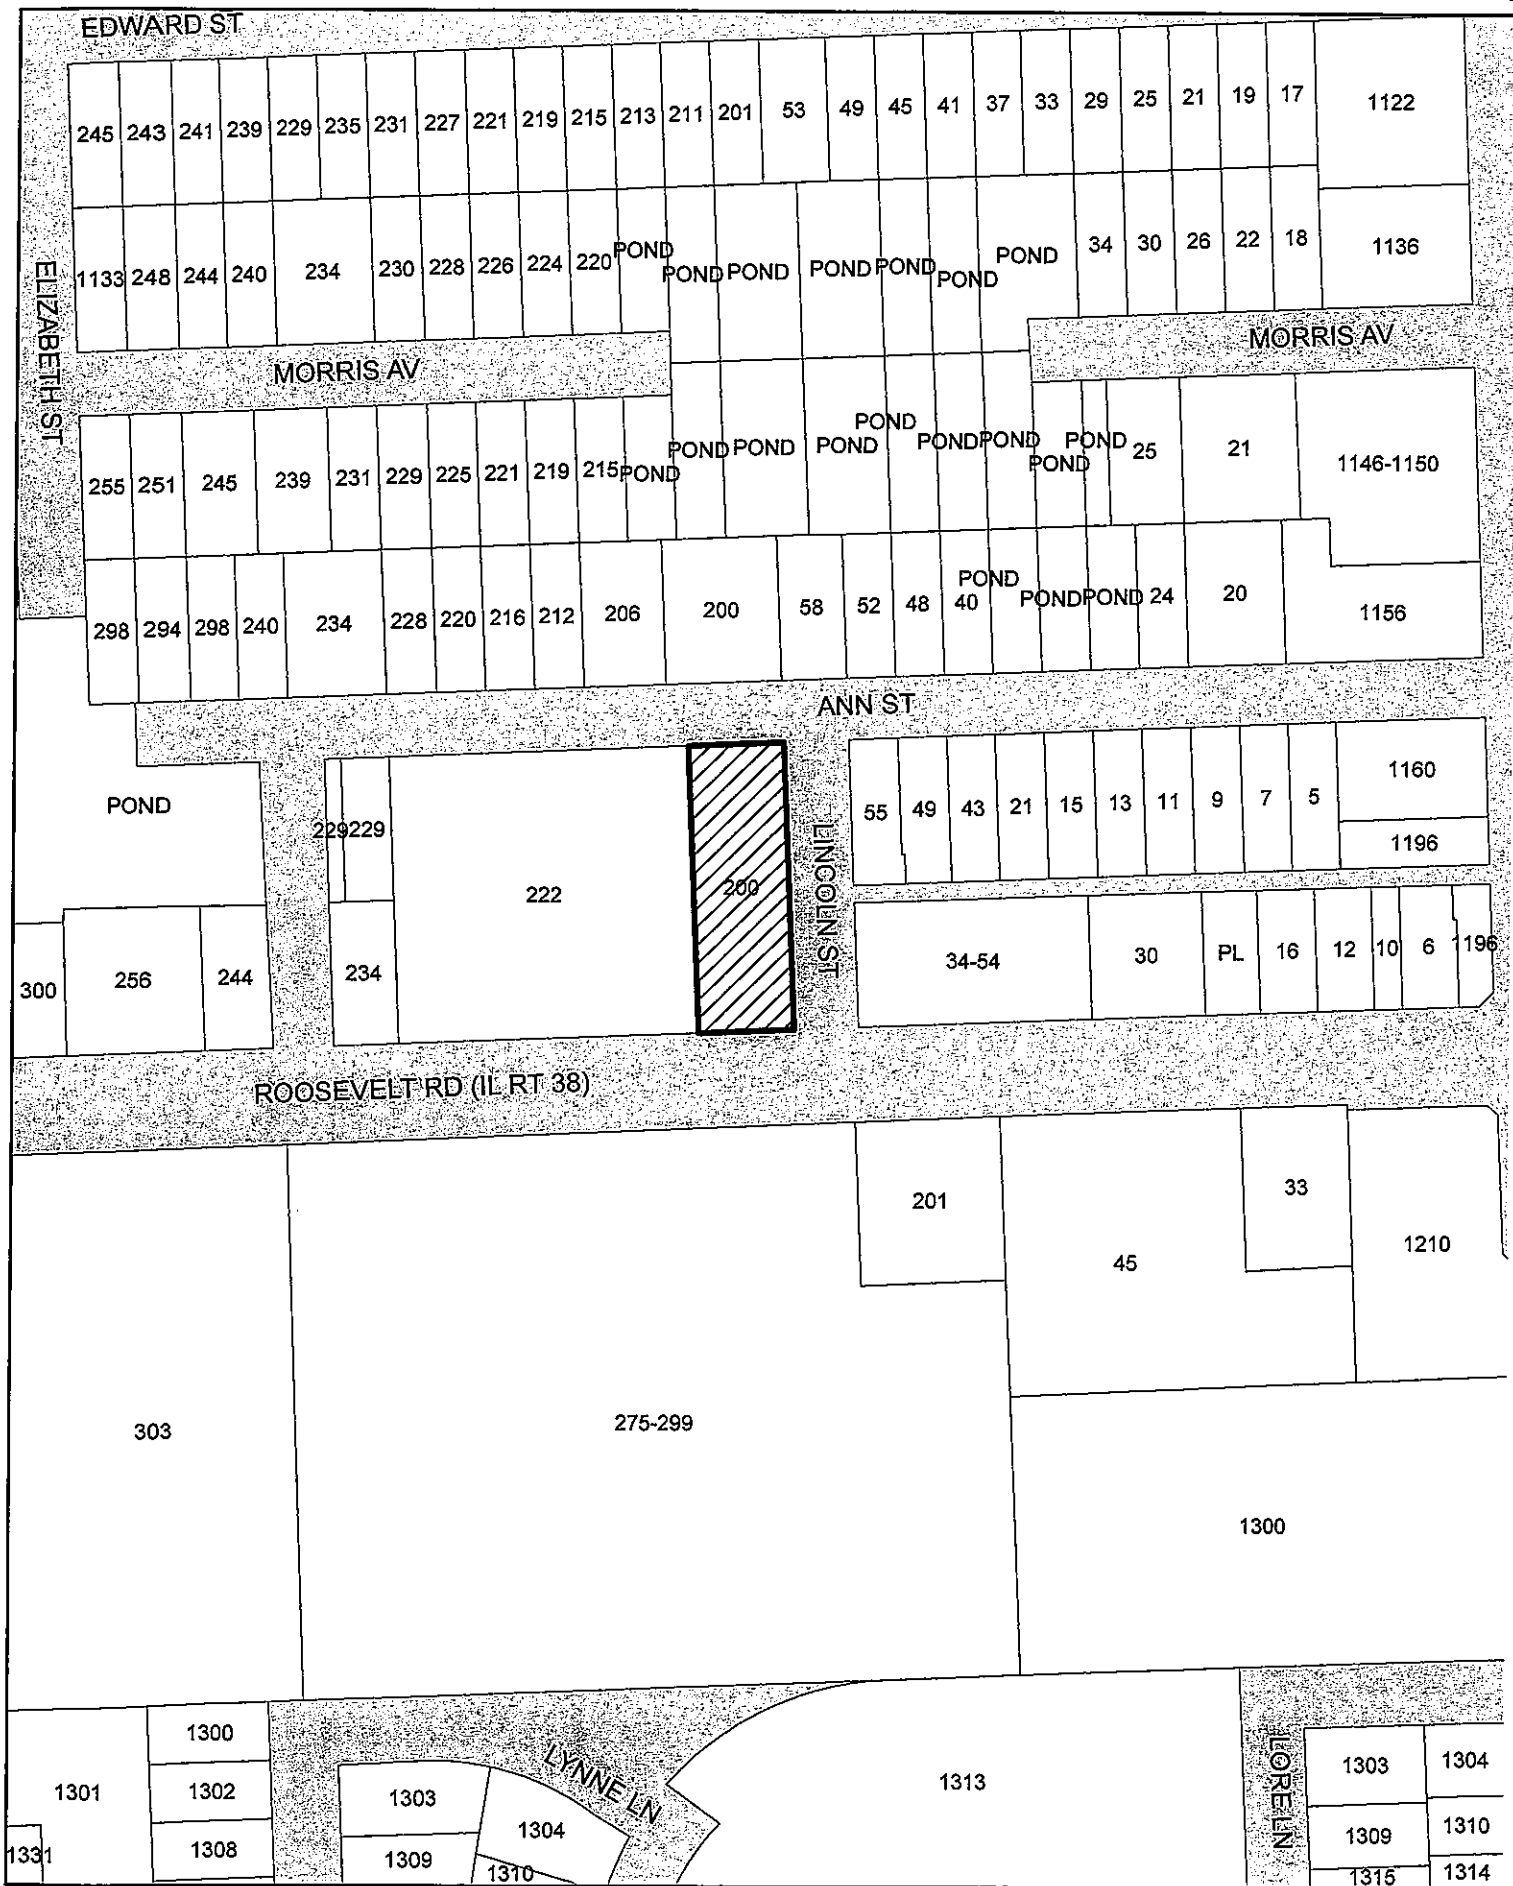 EDWARD ST
245 243 241 239 229 235 231 227 221 219 215 213 211 201 53 49 45 41 37 33 29 25 21 19 17 1122
ELIZABETH ST
1133 248 244 240 234 230 228 226 224 220 POND POND POND POND POND POND POND 34 30 26 22 18 1136
MORRIS AV
MORRIS AV
255 251 245 239 231 229 225 221 219 215 POND POND POND POND POND POND POND POND POND 25 21 1146-1150
298 294 298 240 234 228 220 216 212 206 200 58 52 48 40 POND POND POND 24 20 1156
ANN ST
POND
229 229
222
200
LINCOLN ST
55 49 43 21 15 13 11 9 7 5 1160
1196
300 256 244
234
34-54 30 PL 16 12 10 6 1196
ROOSEVELT RD (IL RT 38)
201
33
45
1210
303
275-299
1300
1301
1300
1302
1308
1331
1303
1309
1304
1310
LYNNE LN
1313
LORE LN
1303 1304
1309 1310
1315 1314